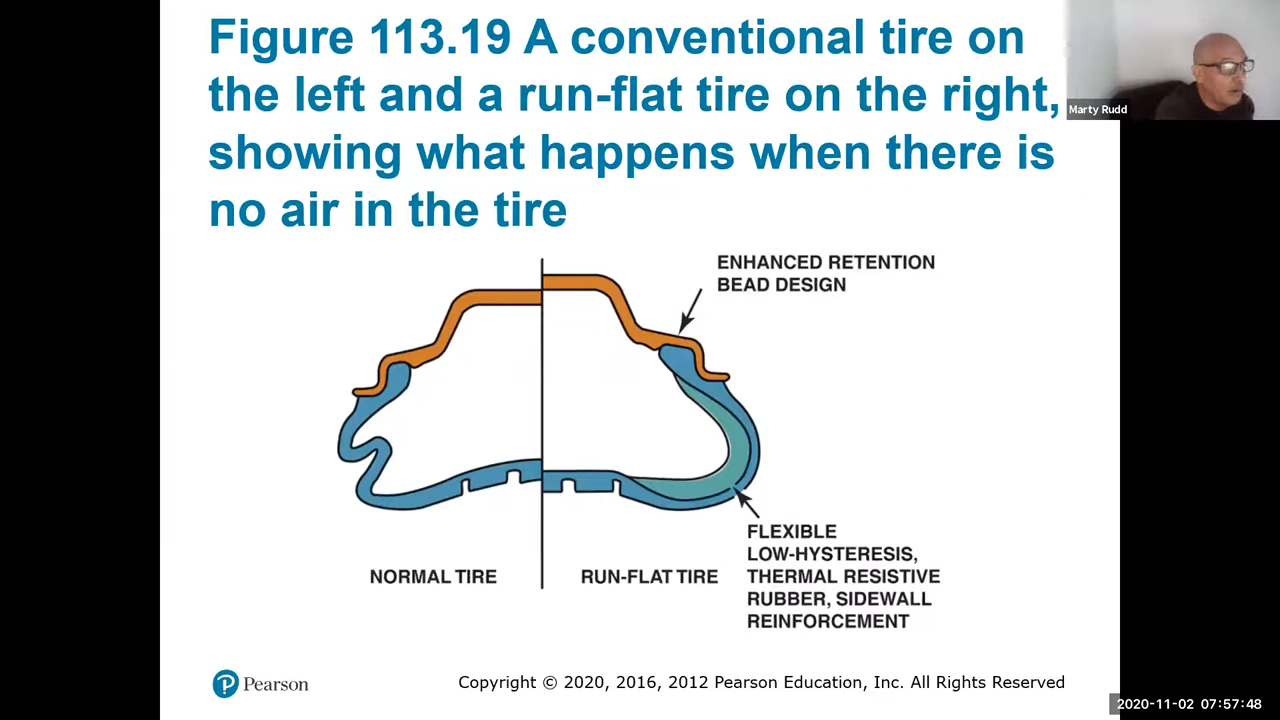 Figure 113.19 A conventional tire on
the left and a run-flat tire on the right,
showing what happens when there is
no air in the tire
Marty Rudd
ENHANCED RETENTION
BEAD DESIGN
FLEXIBLE
LOW-HYSTERESIS,
THERMAL RESISTIVE
RUBBER, SIDEWALL
REINFORCEMENT
NORMAL TIRE
RUN-FLAT TIRE
P Pearson
Copyright © 2020, 2016, 2012 Pearson Education, Inc. All Rights Reserved
2020-11-02 07:57:48